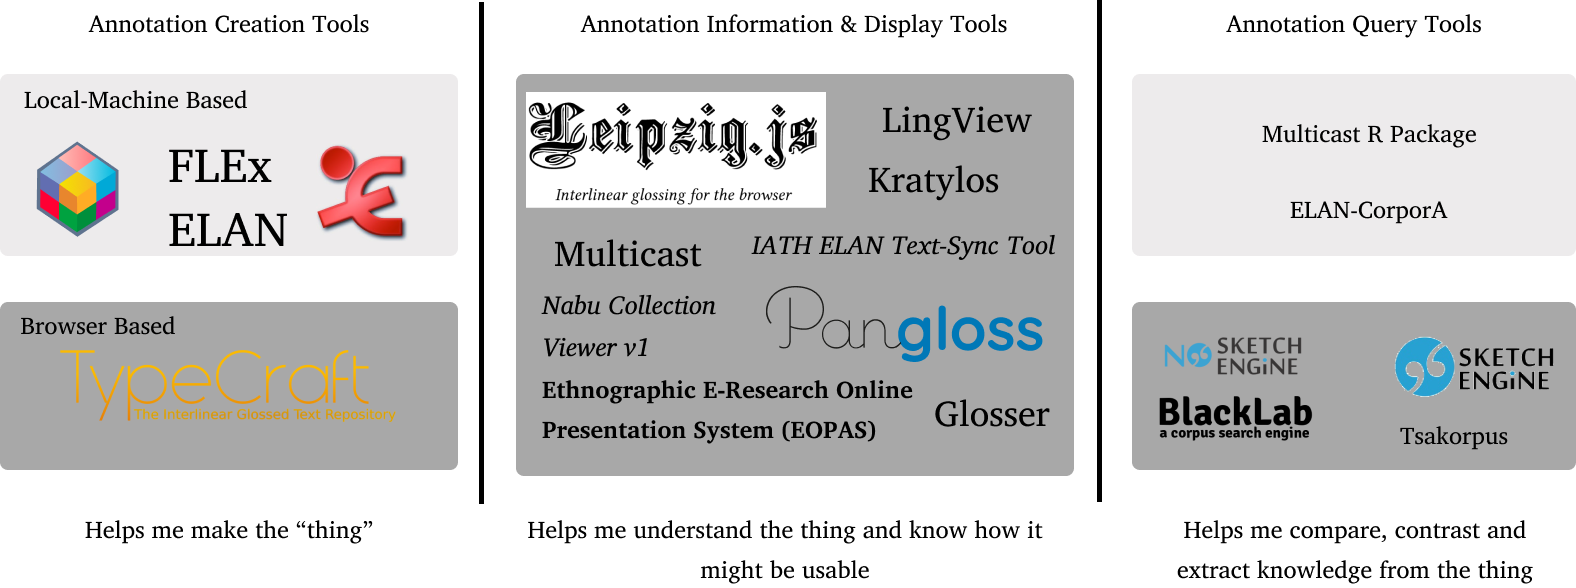 Annotation Creation Tools
Local-Machine Based
FLEx
ELAN
Browser Based
TypeCraft
The Interlinear Glossed Text Repository
Helps me make the “thing”
Annotation Information & Display Tools
Leipzig.js
Interlinear glossing for the browser
LingView
Kratylos
Multicast
IATH ELAN Text-Sync Tool
Nabu Collection
Viewer v1
Pangloss
Ethnographic E-Research Online
Presentation System (EOPAS)
Glosser
Helps me understand the thing and know how it
might be usable
Annotation Query Tools
Multicast R Package
ELAN-CorporA
NO SKETCH
ENGINE
SKETCH
ENGINE
BlackLab
a corpus search engine
Tsakorpus
Helps me compare, contrast and
extract knowledge from the thing